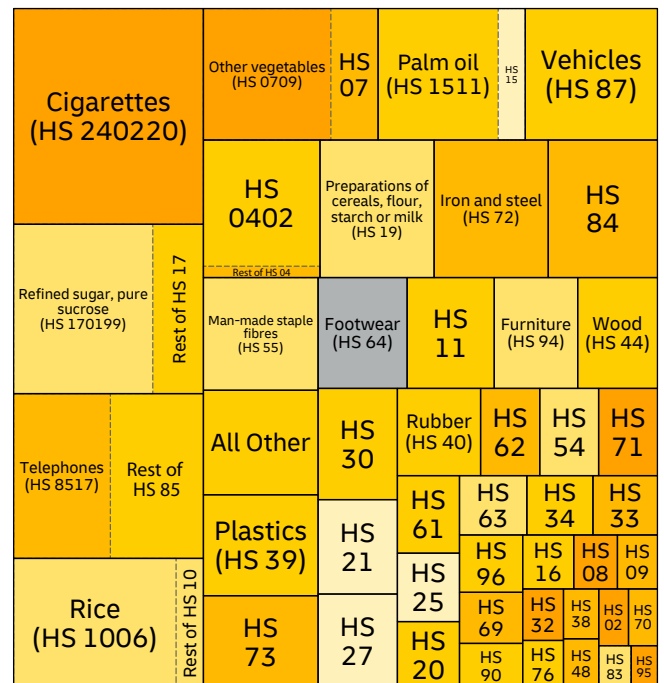 Cigarettes
(HS 240220)
Other vegetables
(HS 0709)
HS
07
Palm oil
(HS 1511)
HS
15
Vehicles
(HS 87)
HS
0402
Rest of HS 04
Preparations of
cereals, flour,
starch or milk
(HS 19)
Iron and steel
(HS 72)
HS
84
Refined sugar, pure
sucrose
(HS 170199)
Rest of HS 17
Man-made staple
fibres
(HS 55)
Footwear
(HS 64)
HS
11
Furniture
(HS 94)
Wood
(HS 44)
Telephones
(HS 8517)
Rest of
HS 85
All Other
HS
30
Rubber
(HS 40)
HS
62
HS
54
HS
71
Plastics
(HS 39)
HS
21
HS
61
HS
63
HS
34
HS
33
Rice
(HS 1006)
Rest of HS 10
HS
73
HS
27
HS
25
HS
20
HS
96
HS
16
HS
08
HS
09
HS
69
HS
32
HS
38
HS
02
HS
70
HS
90
HS
76
HS
48
HS
83
HS
95